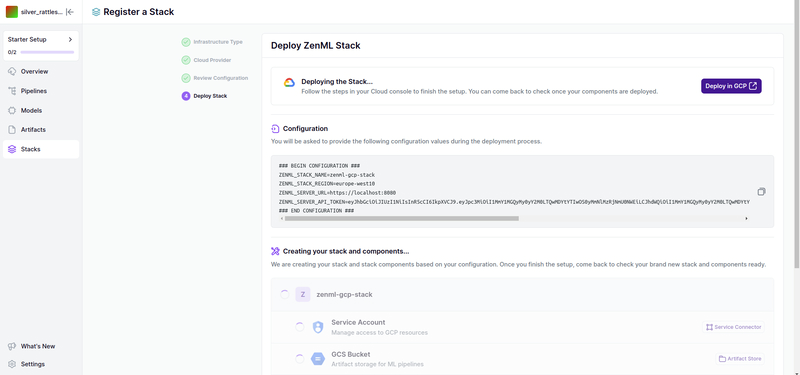 silver_rattles...
Register a Stack
Starter Setup
0/2
Overview
Pipelines
Models
Artifacts
Stacks
What's New
Settings
Infrastructure Type
Cloud Provider
Review Configuration
4 Deploy Stack
Deploy ZenML Stack
Deploying the Stack...
Follow the steps in your Cloud console to finish the setup. You can come back to check once your components are deployed.
Deploy in GCP
Configuration
You will be asked to provide the following configuration values during the deployment process.
### BEGIN CONFIGURATION ###
ZENML_STACK_NAME=zenml-gcp-stack
ZENML_STACK_REGION=europe-west10
ZENML_SERVER_URL=https://localhost:8080
### END CONFIGURATION ###
Creating your stack and components...
We are creating your stack and stack components based on your configuration. Once you finish the setup, come back to check your brand new stack and components ready.
Z zenml-gcp-stack
Service Account
Manage access to GCP resources
Service Connector
GCS Bucket
Artifact storage for ML pipelines
Artifact Store